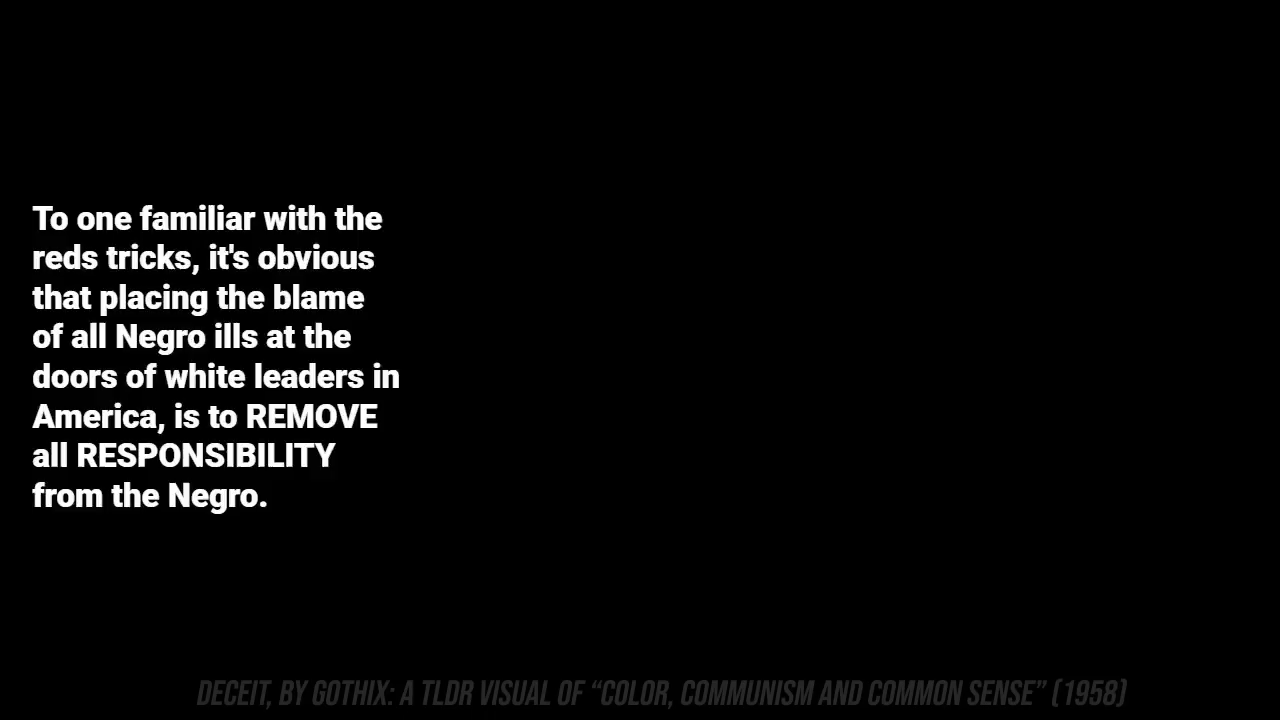 To one familiar with the
reds tricks, it's obvious
that placing the blame
of all Negro ills at the
doors of white leaders in
America, is to REMOVE
all RESPONSIBILITY
from the Negro.
DECEIT, BY GOTHIX: A TLDR VISUAL OF “COLOR, COMMUNISM AND COMMON SENSE” (1958)